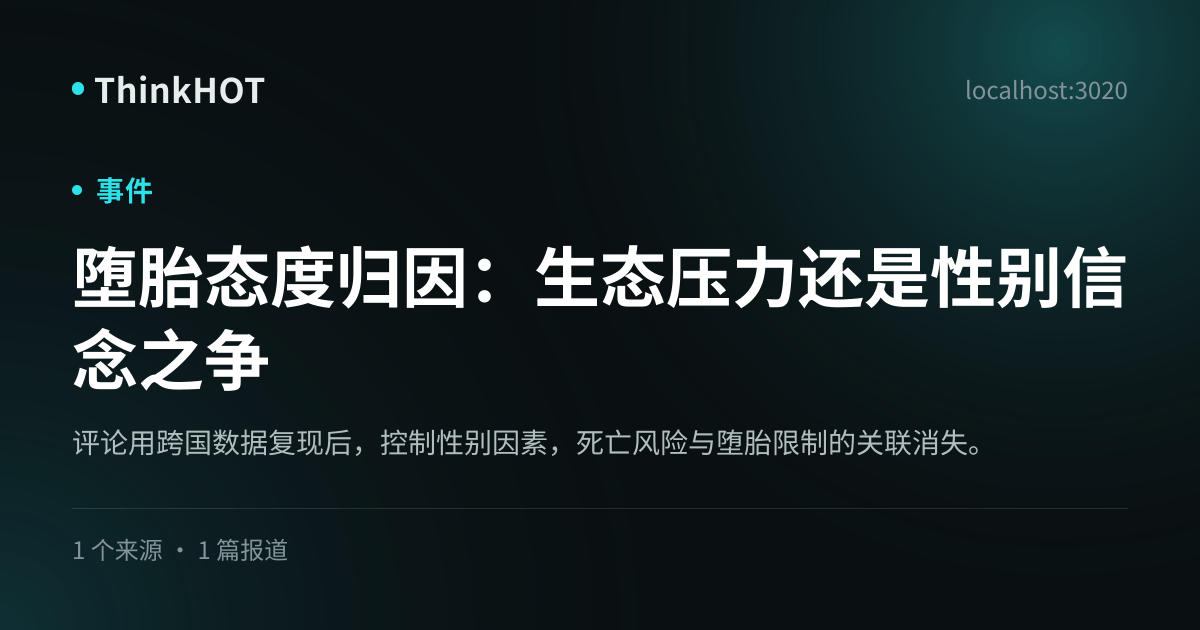 ThinkHOT
localhost:3020
事件
堕胎态度归因：生态压力还是性别信
念之争
评论用跨国数据复现后，控制性别因素，死亡风险与堕胎限制的关联消失。
1 个来源 · 1 篇报道